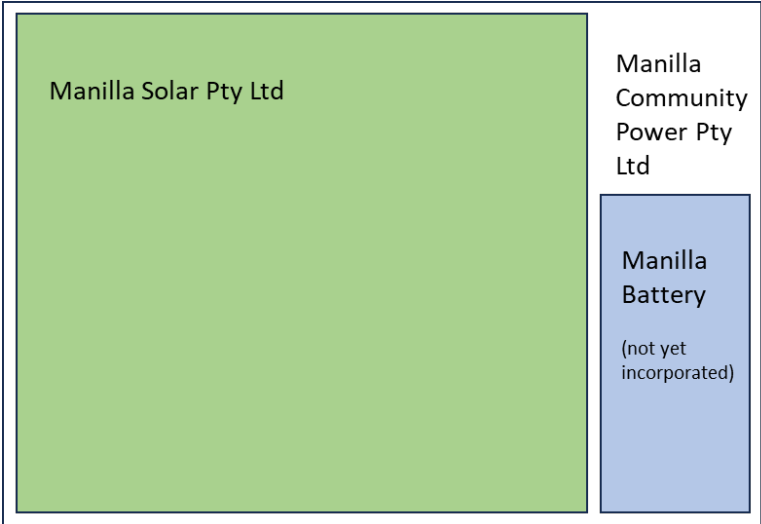 Manilla Solar Pty Ltd
Manilla
Community
Power Pty
Ltd
Manilla
Battery
(not yet
incorporated)